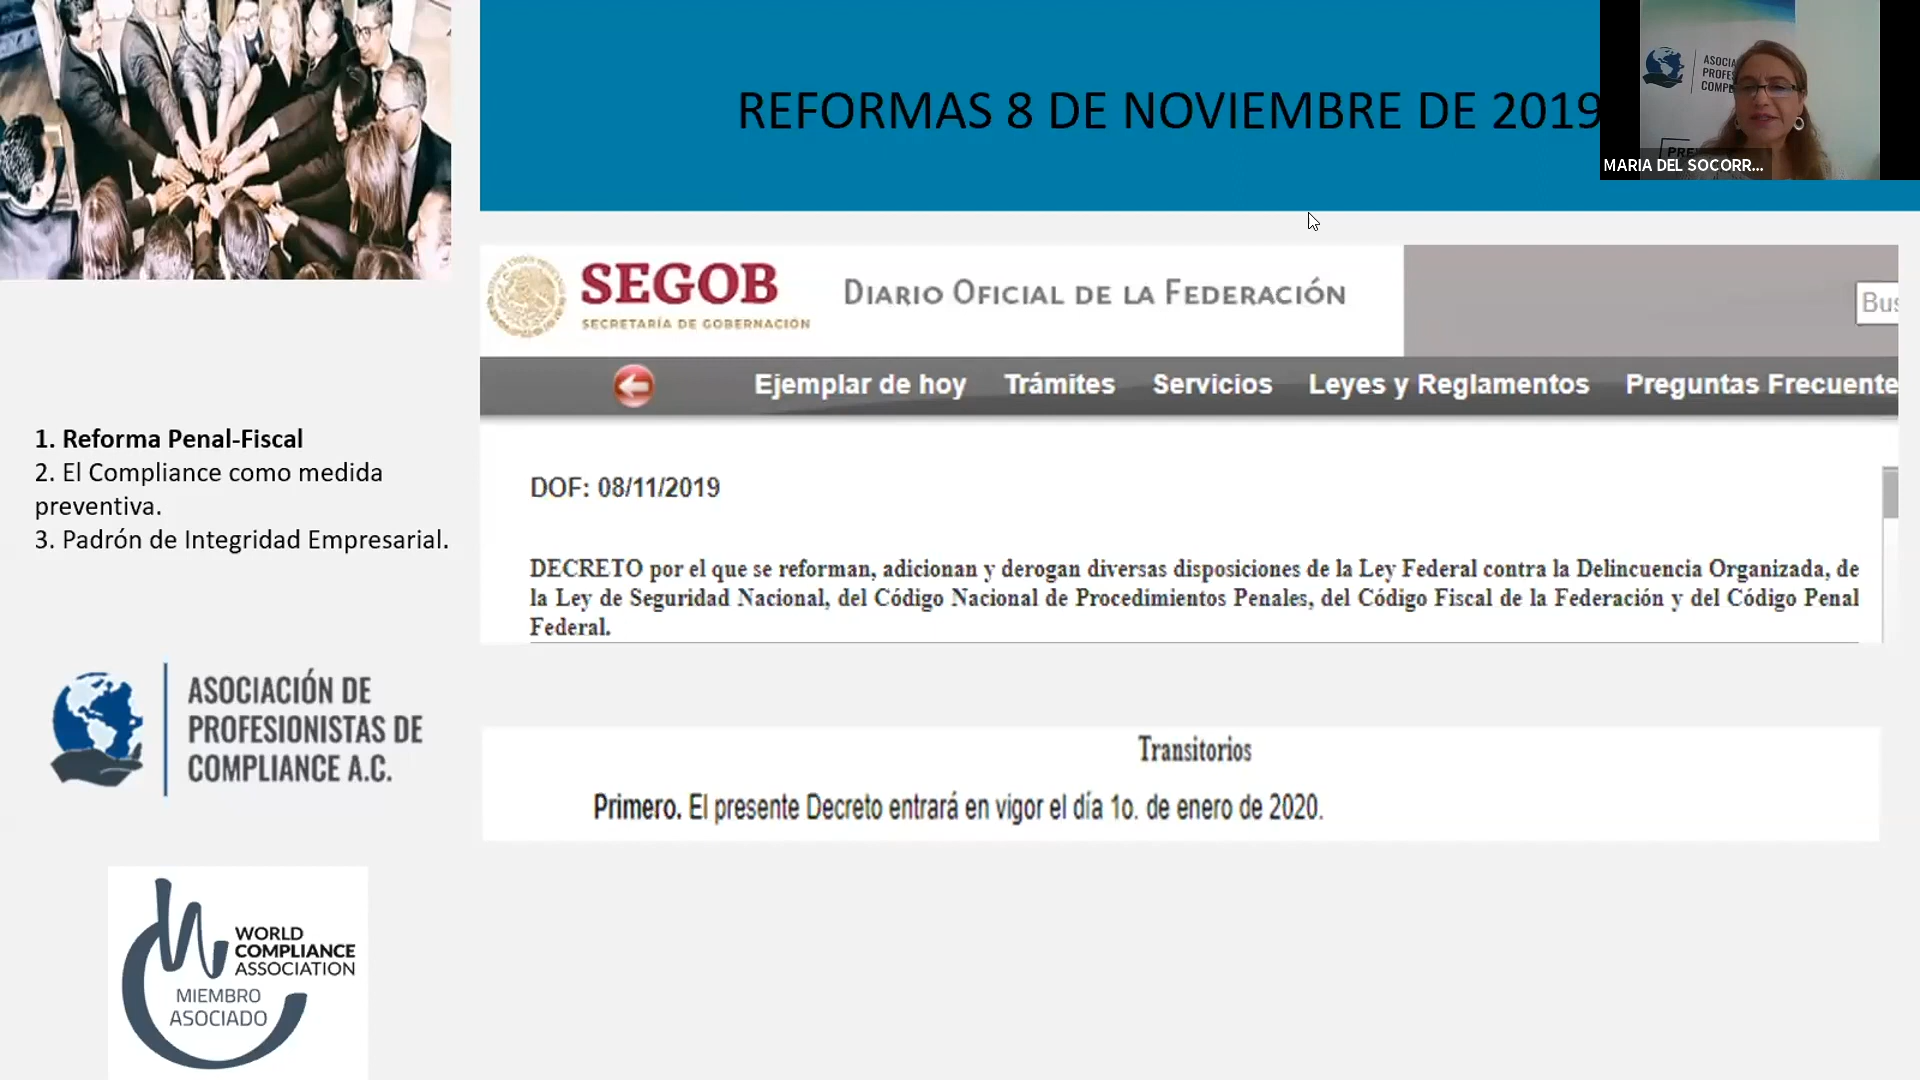 REFORMAS 8 DE NOVIEMBRE DE 2019
MARIA DEL SOCORR...
SEGOB
SECRETARÍA DE GOBERNACIÓN
DIARIO OFICIAL DE LA FEDERACIÓN
Ejemplar de hoy Trámites Servicios Leyes y Reglamentos Preguntas Frecuente
DOF: 08/11/2019
DECRETO por el que se reforman, adicionan y derogan diversas disposiciones de la Ley Federal contra la Delincuencia Organizada, de
la Ley de Seguridad Nacional, del Código Nacional de Procedimientos Penales, del Código Fiscal de la Federación y del Código Penal
Federal.
Transitorios
Primero. El presente Decreto entrará en vigor el día 1o. de enero de 2020.
1. Reforma Penal-Fiscal
2. El Compliance como medida
preventiva.
3. Padrón de Integridad Empresarial.
ASOCIACIÓN DE
PROFESIONISTAS DE
COMPLIANCE A.C.
WORLD
COMPLIANCE
ASSOCIATION
MIEMBRO
ASOCIADO